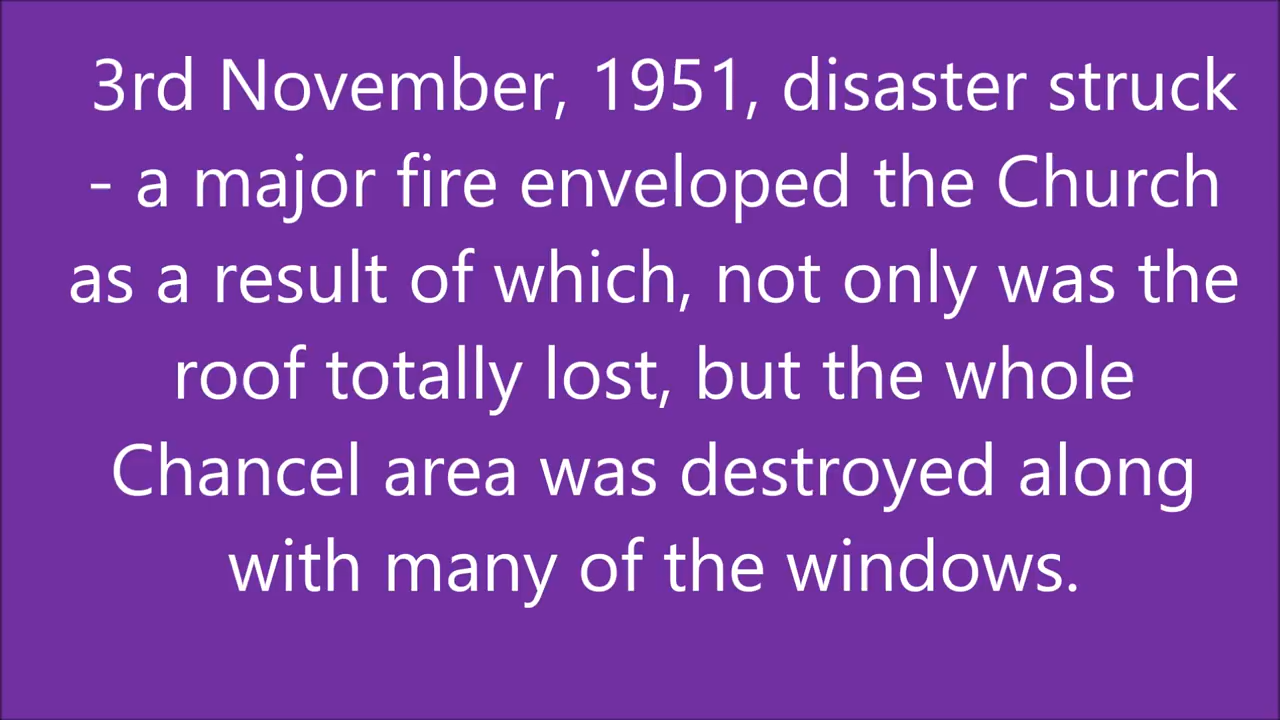 3rd November, 1951, disaster struck
- a major fire enveloped the Church
as a result of which, not only was the
roof totally lost, but the whole
Chancel area was destroyed along
with many of the windows.